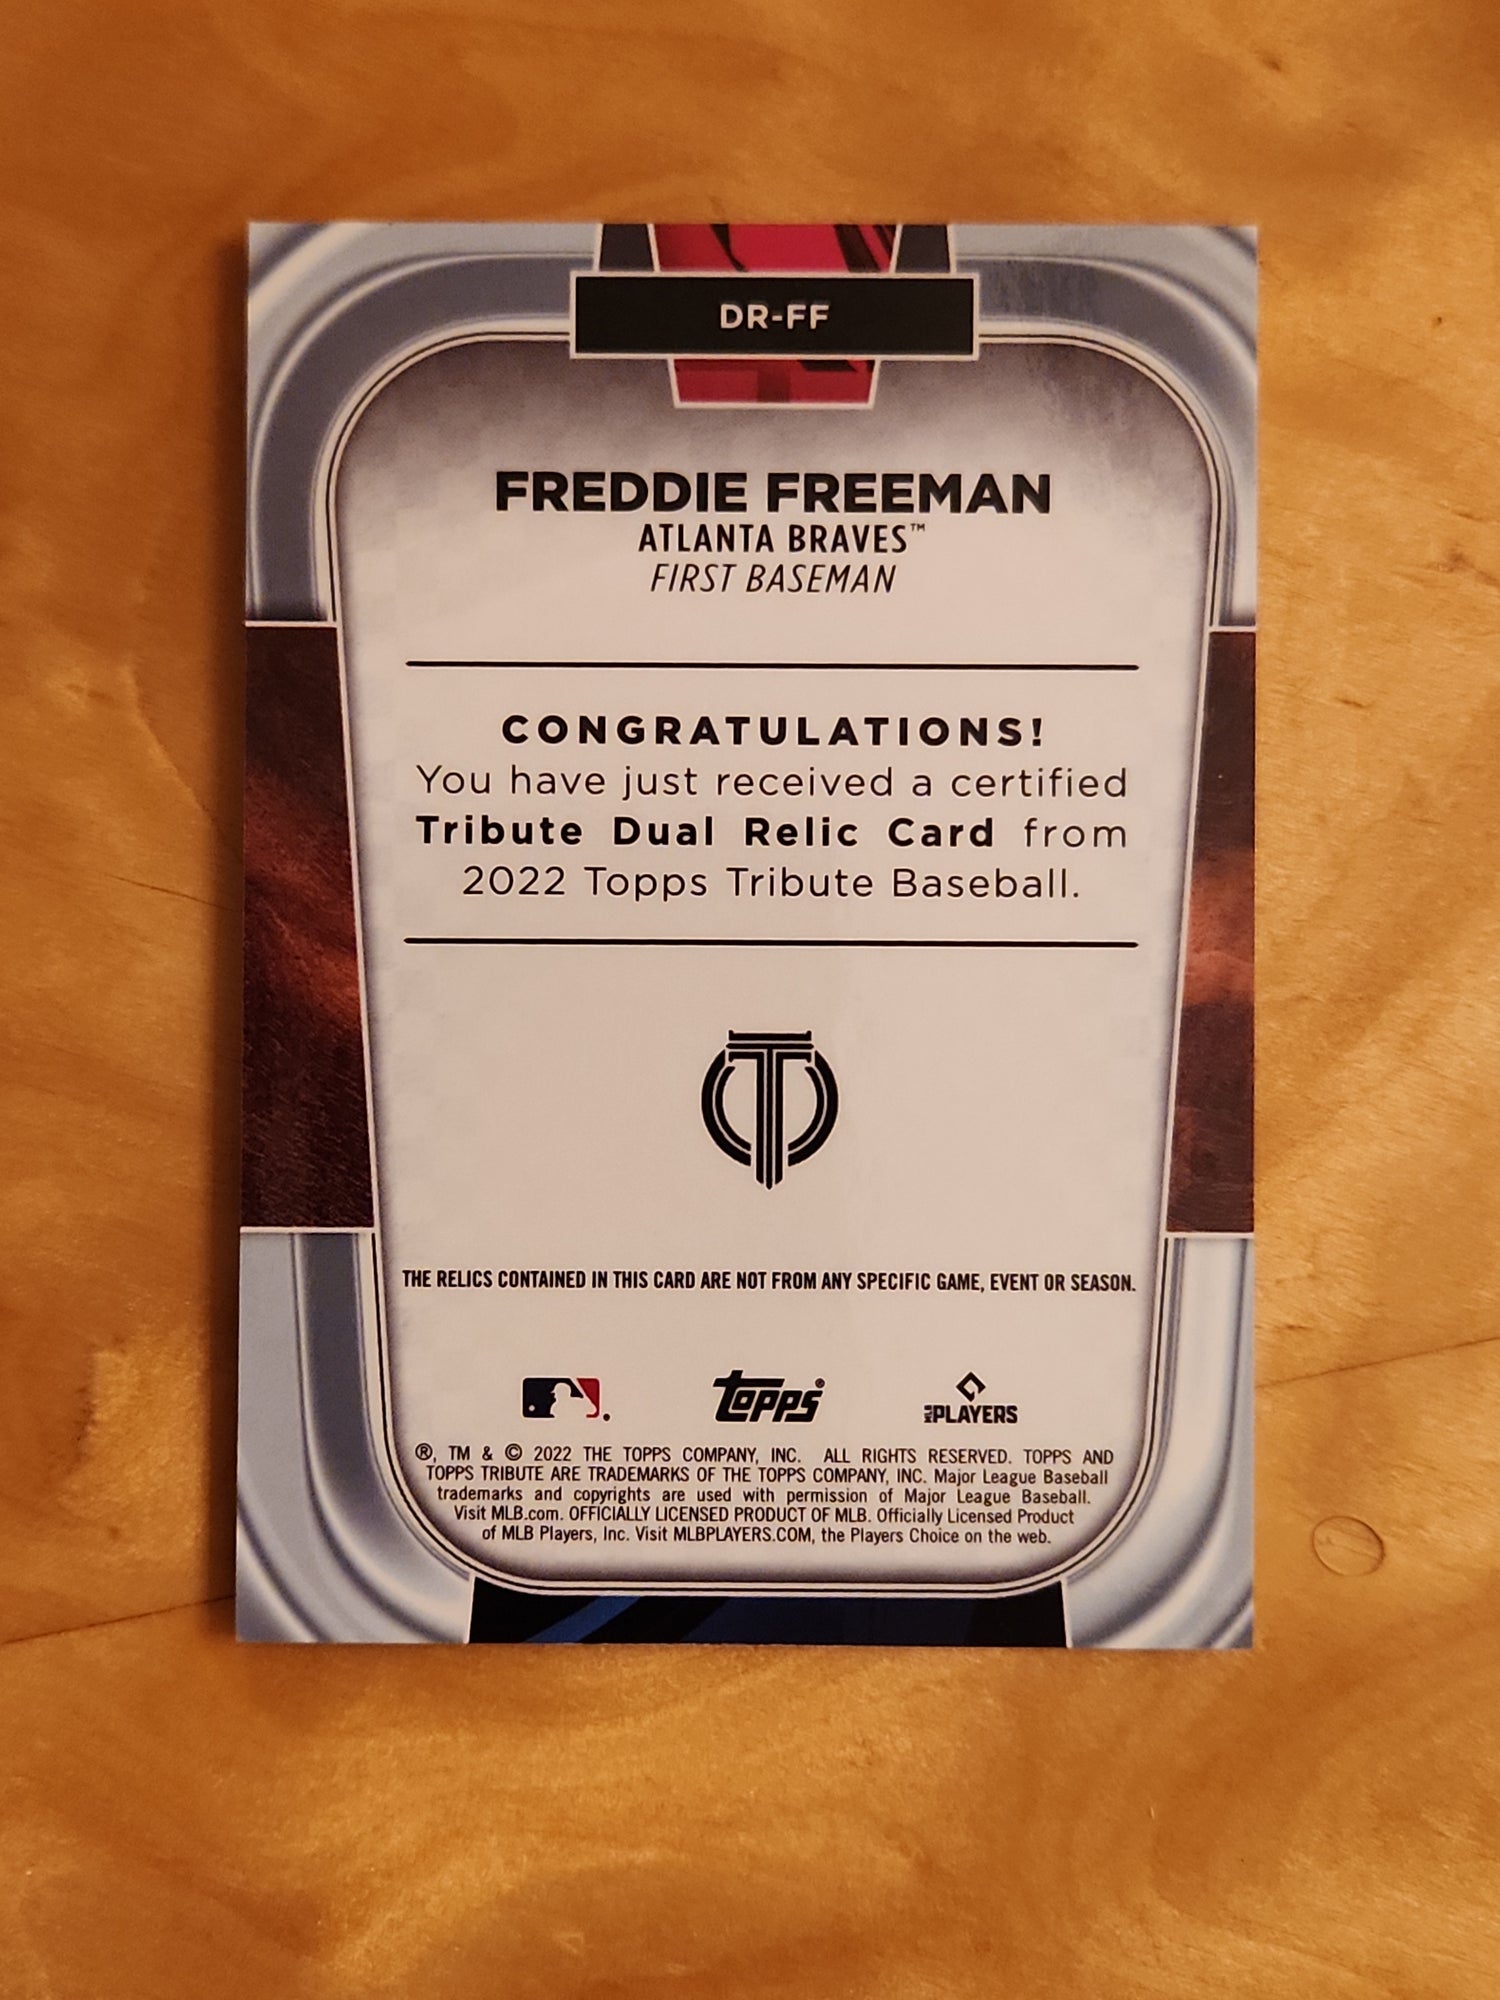 DR-FF
FREDDIE FREEMAN
ATLANTA BRAVES™
FIRST BASEMAN
CONGRATULATIONS!
You have just received a certified
Tribute Dual Relic Card from
2022 Topps Tribute Baseball.
THE RELICS CONTAINED IN THIS CARD ARE NOT FROM ANY SPECIFIC GAME, EVENT OR SEASON.
topps®
MLB PLAYERS
®, TM & © 2022 THE TOPPS COMPANY, INC. ALL RIGHTS RESERVED. TOPPS AND
TOPPS TRIBUTE ARE TRADEMARKS OF THE TOPPS COMPANY, INC. Major League Baseball
trademarks and copyrights are used with permission of Major League Baseball.
Visit MLB.com. OFFICIALLY LICENSED PRODUCT OF MLB. Officially Licensed Product
of MLB Players, Inc. Visit MLBPLAYERS.COM, the Players Choice on the web.